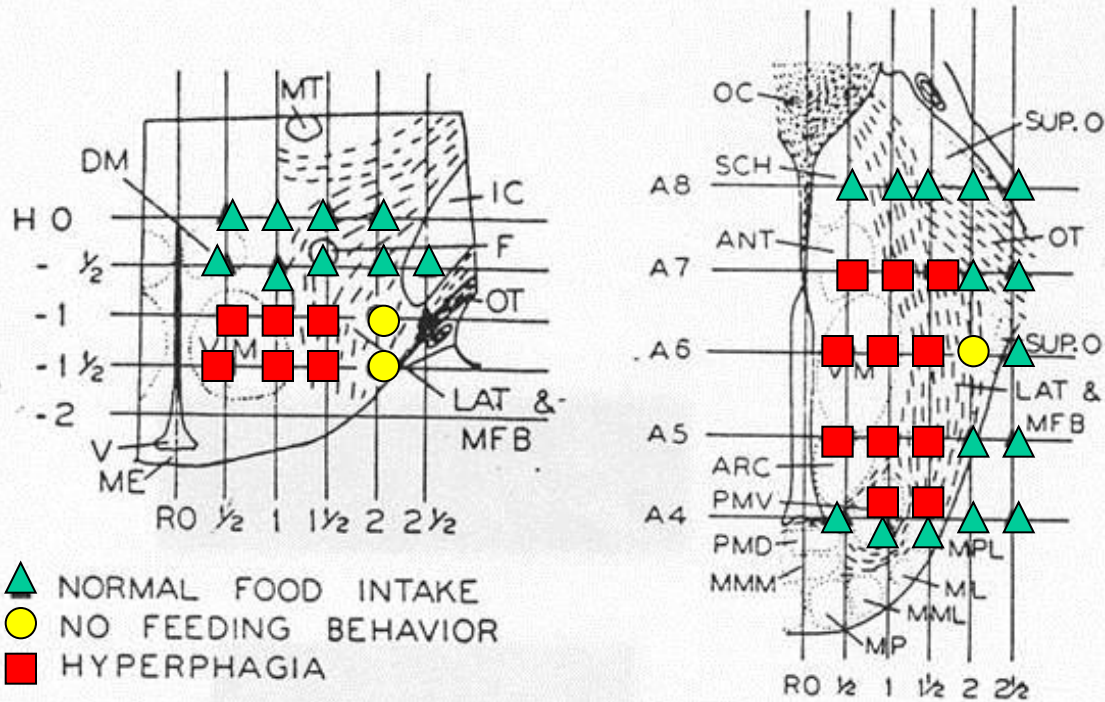 MT
DM
IC
H 0
F
- ½
OT
-1
VM
-1 ½
LAT &
MFB
-2
V
ME
R0 ½ 1 1½ 2 2½
NORMAL FOOD INTAKE
NO FEEDING BEHAVIOR
HYPERPHAGIA
OC
SUP.O
SCH
A8
ANT
OT
A7
A6
SUP.O
VM
LAT &
MFB
A5
ARC
PMV
A4
PMD
MPL
MMM
ML
MML
MP
R0 ½ 1 1½ 2 2½